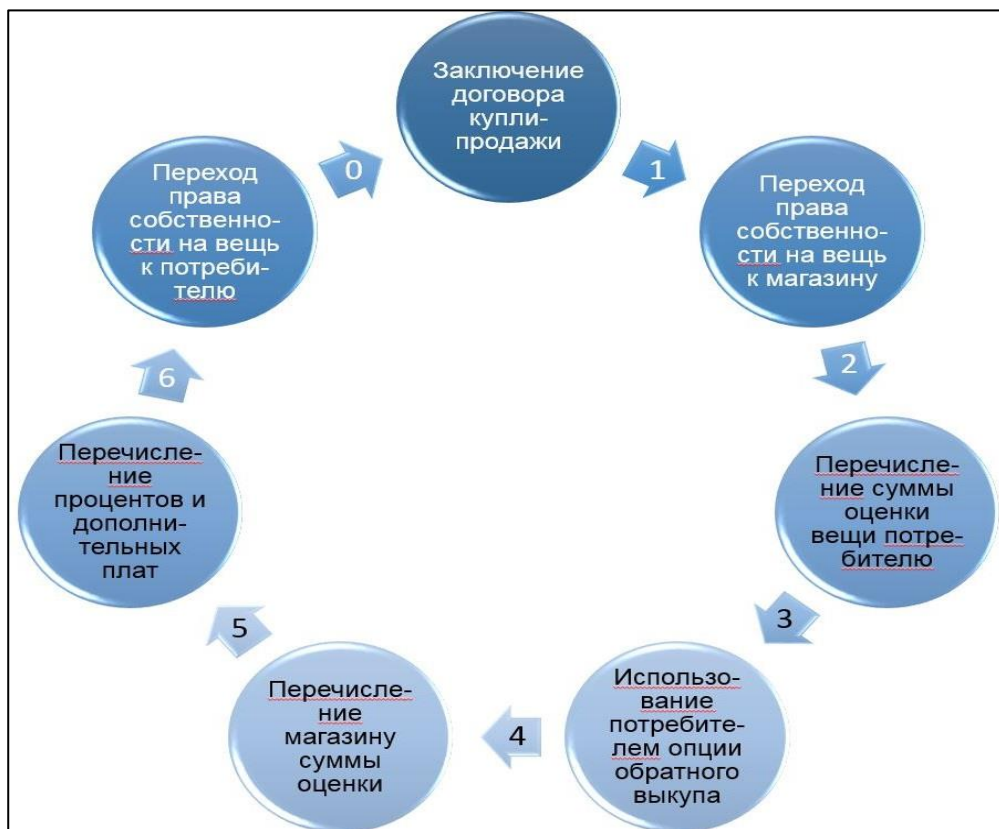 Заключение
договора
купли-
продажи
1
Переход
права
собственно-
сти на вещь
к магазину
2
Перечисле-
ние суммы
оценки
вещи потре-
бителю
3
Использо-
вание
потребите-
лем опции
обратного
выкупа
4
Перечисле-
ние
магазину
суммы
оценки
5
Перечисле-
ние
процентов и
дополни-
тельных
плат
6
Переход
права
собственно-
сти на вещь
к потреби-
телю
0